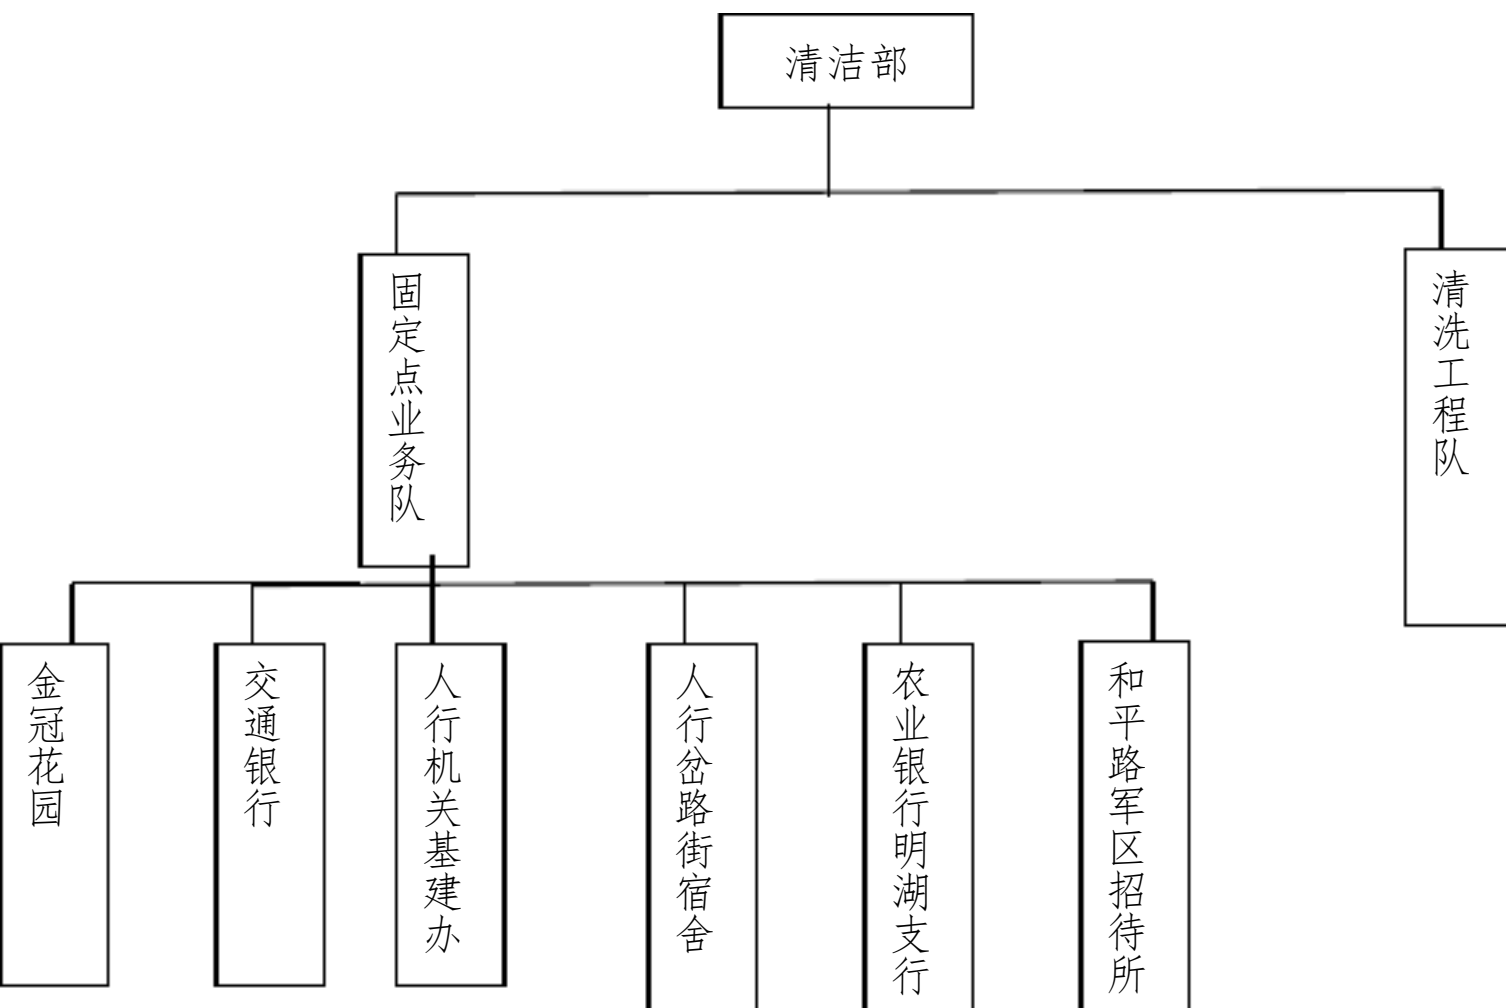 清洁部
固定点业务队
清洗工程队
金冠花园
交通银行
人行机关基建办
人行岔路街宿舍
农业银行明湖支行
和平路军区招待所